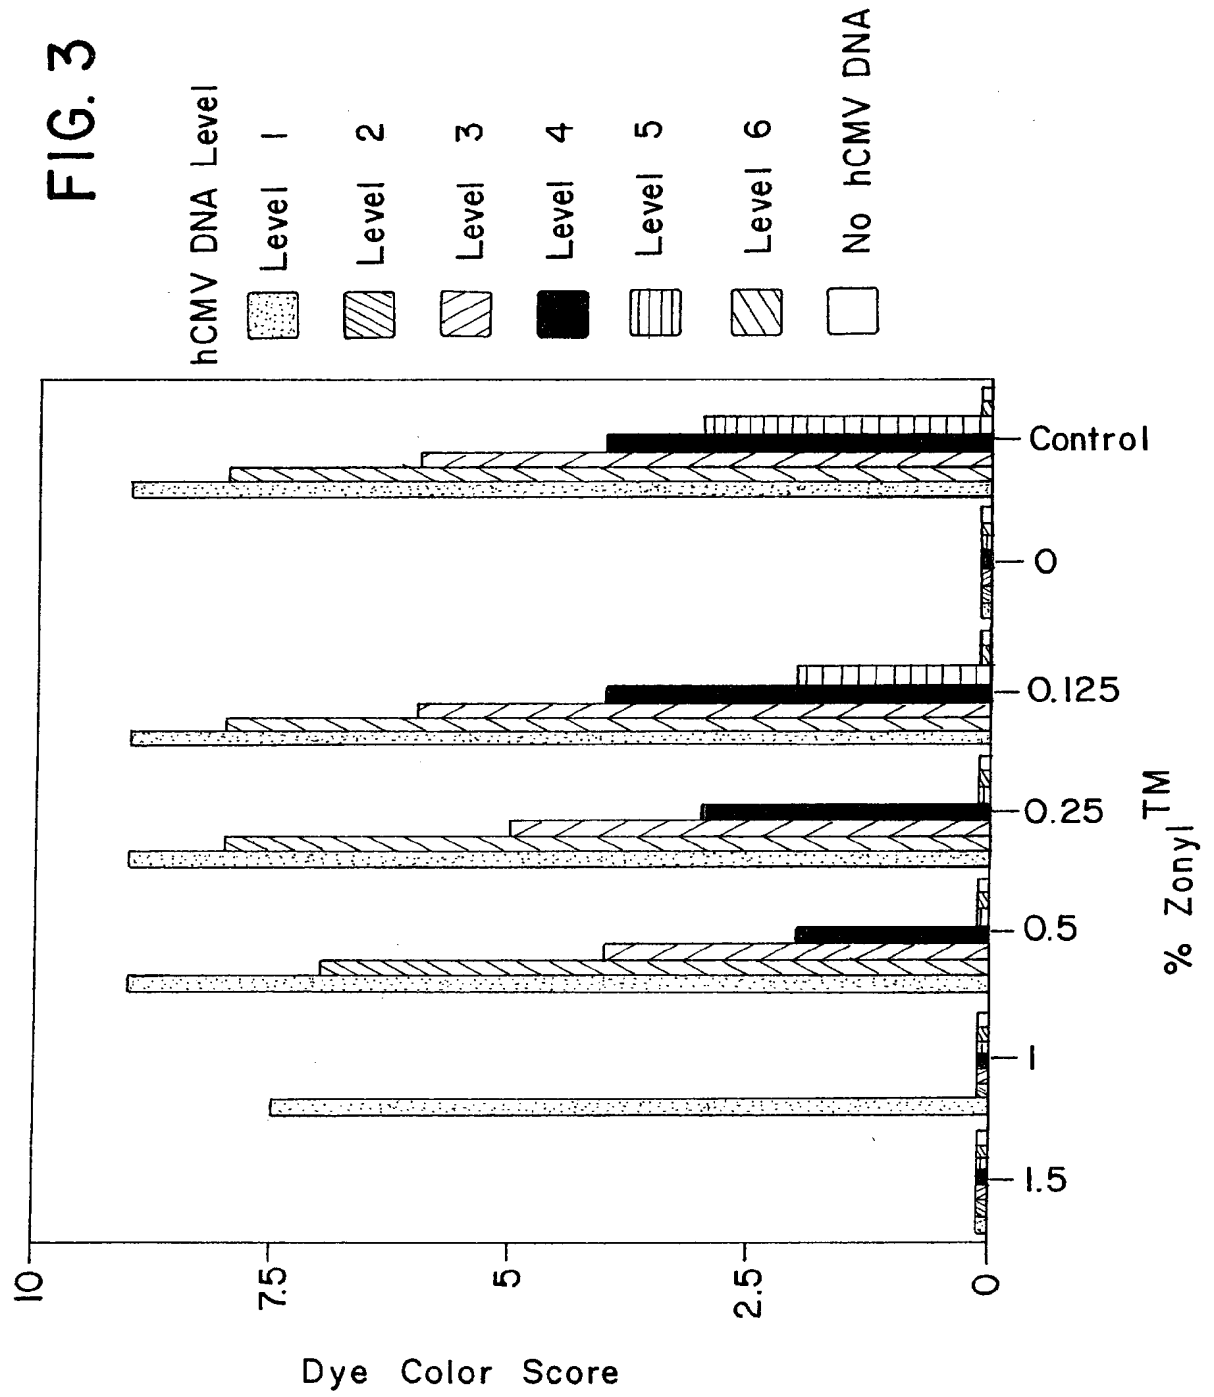 FIG. 3
hCMV DNA Level
Level 1
Level 2
Level 3
Level 4
Level 5
Level 6
No hCMV DNA
Dye Color Score
10
7.5
5
2.5
0
1.5
1
0.5
0.25
0.125
0
Control
% Zonyl™